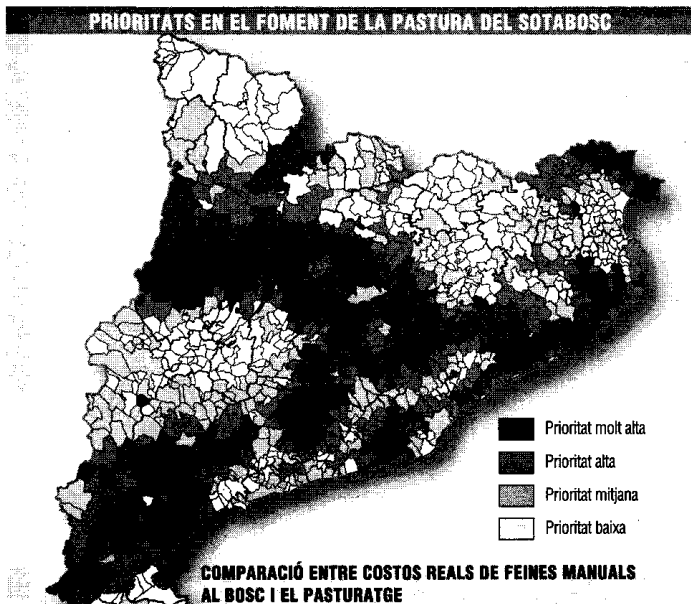 PRIORITATS EN EL FOMENT DE LA PASTURA DEL SOTABOSC
Prioritat molt alta
Prioritat alta
Prioritat mitjana
Prioritat baixa
COMPARACIÓ ENTRE COSTOS REALS DE FEINES MANUALS
AL BOSC I EL PASTURATGE